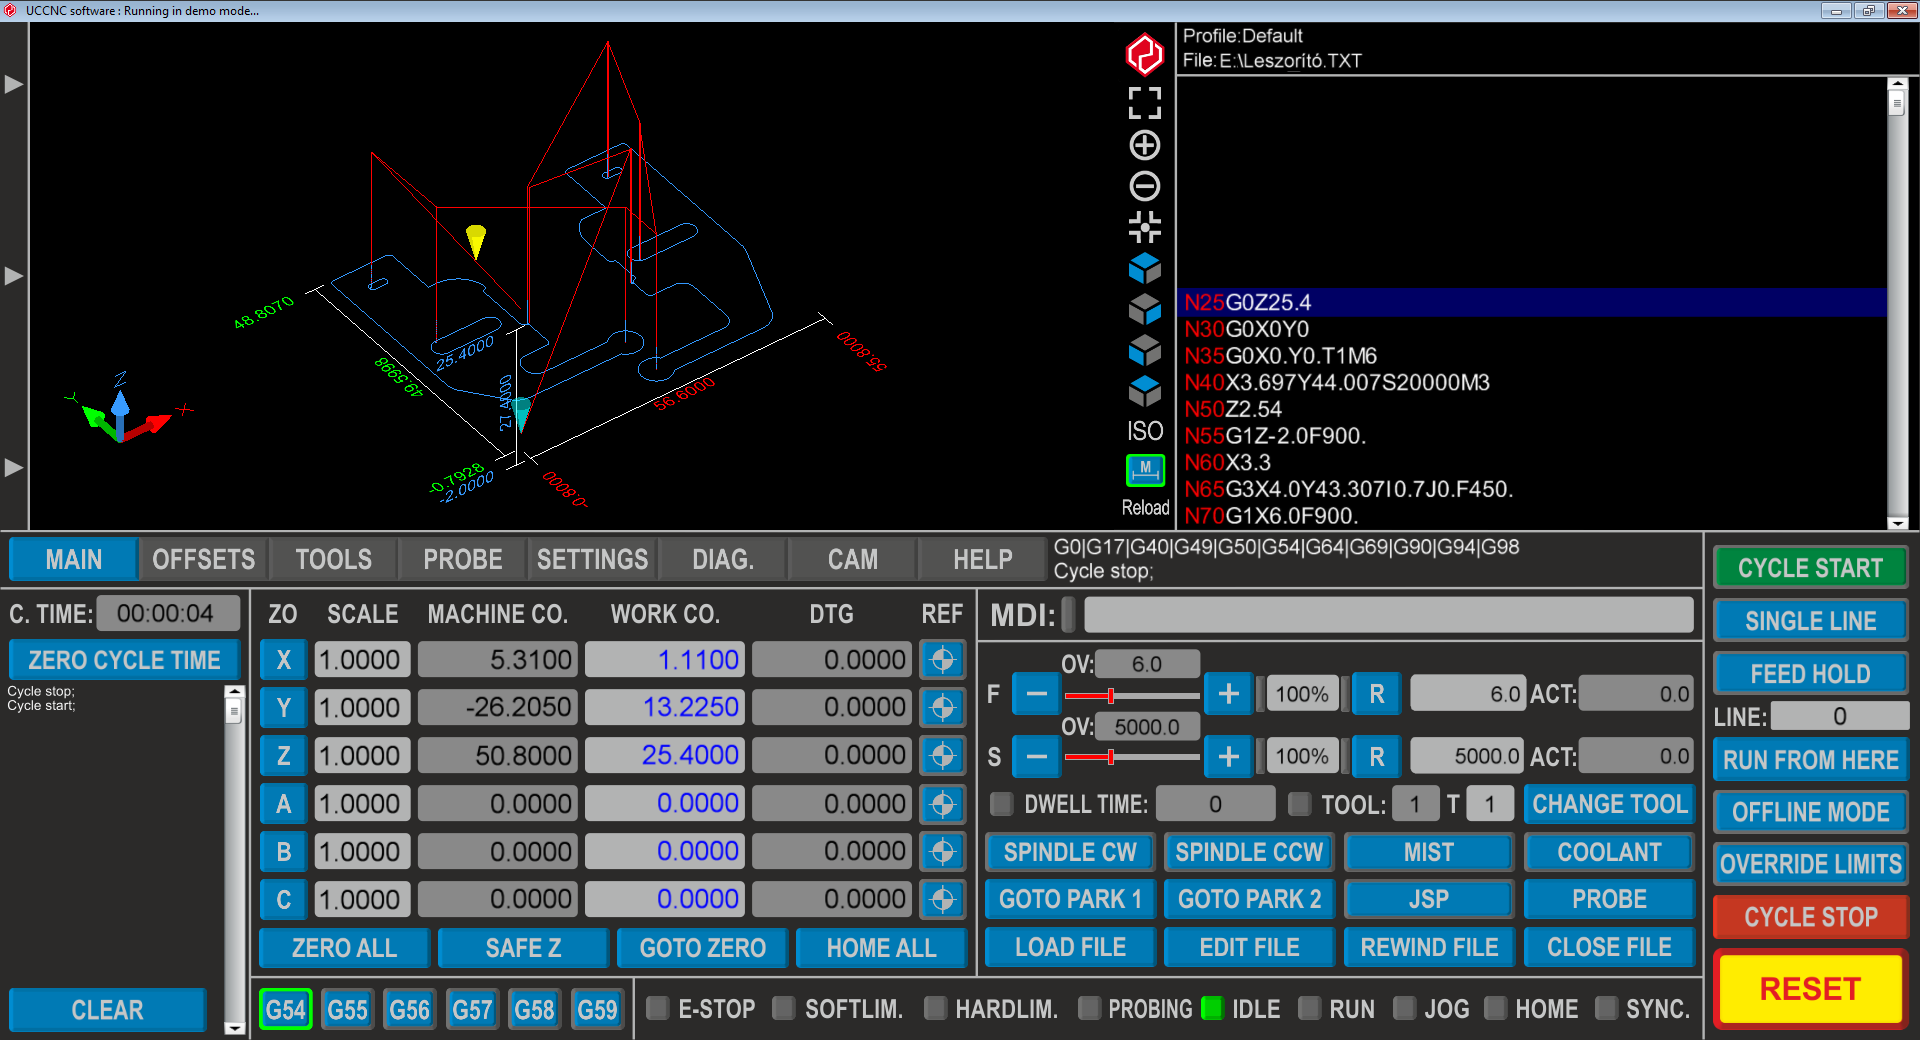 UCCNC software : Running in demo mode...
Profile:Default
File:E:\Leszorító.TXT
48.8070
49.5998
25.4000
27.4000
55.8000
56.6000
-0.7928
-2.0000
-0.8000
Z
Y
X
ISO
M
Reload
N25G0Z25.4
N30G0X0Y0
N35G0X0.Y0.T1M6
N40X3.697Y44.007S20000M3
N50Z2.54
N55G1Z-2.0F900.
N60X3.3
N65G3X4.0Y43.307I0.7J0.F450.
N70G1X6.0F900.
MAIN OFFSETS TOOLS PROBE SETTINGS DIAG. CAM HELP
G0|G17|G40|G49|G50|G54|G64|G69|G90|G94|G98
Cycle stop;
C. TIME: 00:00:04
ZERO CYCLE TIME
Cycle stop;
Cycle start;
CLEAR
ZO SCALE MACHINE CO. WORK CO. DTG REF
X 1.0000 5.3100 1.1100 0.0000
Y 1.0000 -26.2050 13.2250 0.0000
Z 1.0000 50.8000 25.4000 0.0000
A 1.0000 0.0000 0.0000 0.0000
B 1.0000 0.0000 0.0000 0.0000
C 1.0000 0.0000 0.0000 0.0000
ZERO ALL SAFE Z GOTO ZERO HOME ALL
MDI:
OV: 6.0
F − + 100% R 6.0 ACT: 0.0
OV: 5000.0
S − + 100% R 5000.0 ACT: 0.0
DWELL TIME: 0 TOOL: 1 T 1 CHANGE TOOL
SPINDLE CW SPINDLE CCW MIST COOLANT
GOTO PARK 1 GOTO PARK 2 JSP PROBE
LOAD FILE EDIT FILE REWIND FILE CLOSE FILE
G54 G55 G56 G57 G58 G59
E-STOP SOFTLIM. HARDLIM. PROBING IDLE RUN JOG HOME SYNC.
CYCLE START
SINGLE LINE
FEED HOLD
LINE: 0
RUN FROM HERE
OFFLINE MODE
OVERRIDE LIMITS
CYCLE STOP
RESET